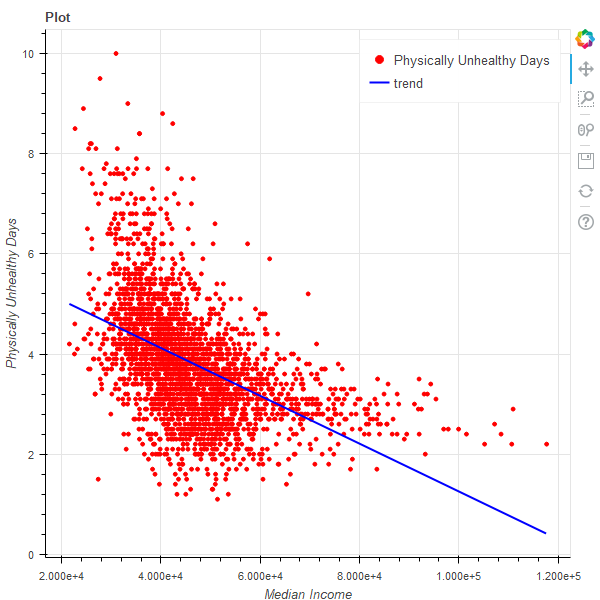 Plot
Physically Unhealthy Days
trend
10
8
6
4
2
0
Physically Unhealthy Days
2.000e+4 4.000e+4 6.000e+4 8.000e+4 1.000e+5 1.200e+5
Median Income